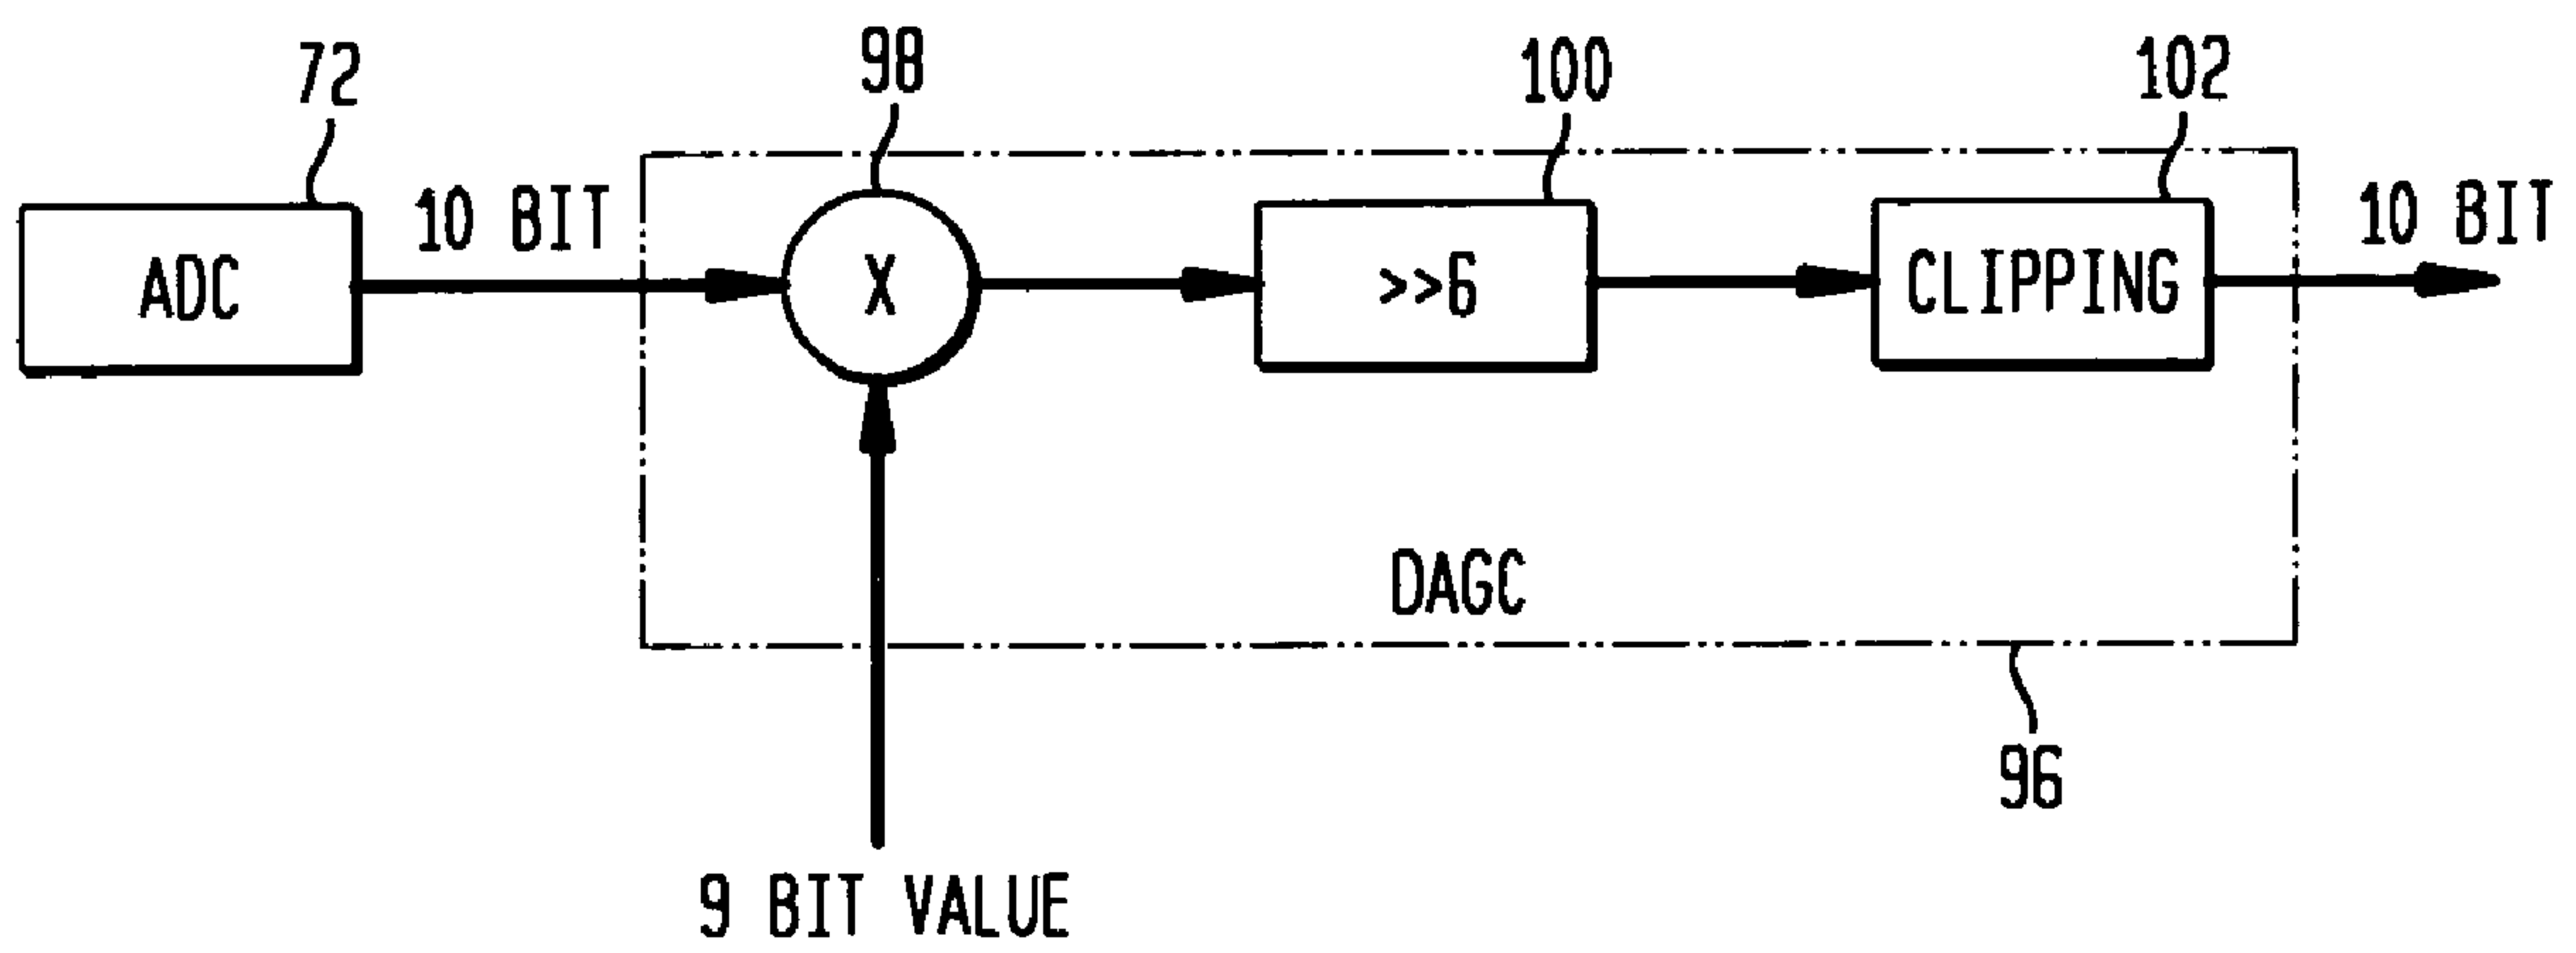 72
98
100
102
10 BIT
10 BIT
ADC
X
>>6
CLIPPING
DAGC
96
9 BIT VALUE